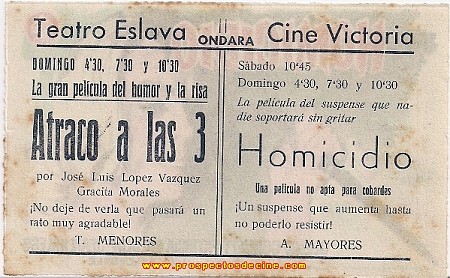 Teatro Eslava
DOMINGO 4'30, 7'30 y 10'30
La gran película del humor y la risa
Atraco a las 3
por José Luis Lopez Vazquez
Gracita Morales
¡No deje de verla que pasará un
rato muy agradable!
T. MENORES
ONDARA
Cine Victoria
Sábado 10'45
Domingo 4'30, 7'30 y 10'30
La película del suspense que na-
die soportará sin gritar
Homicidio
Una película no apta para cobardes
¡Un suspense que aumenta hasta
no poderlo resistir!
A. MAYORES
www.prospectosdecine.com